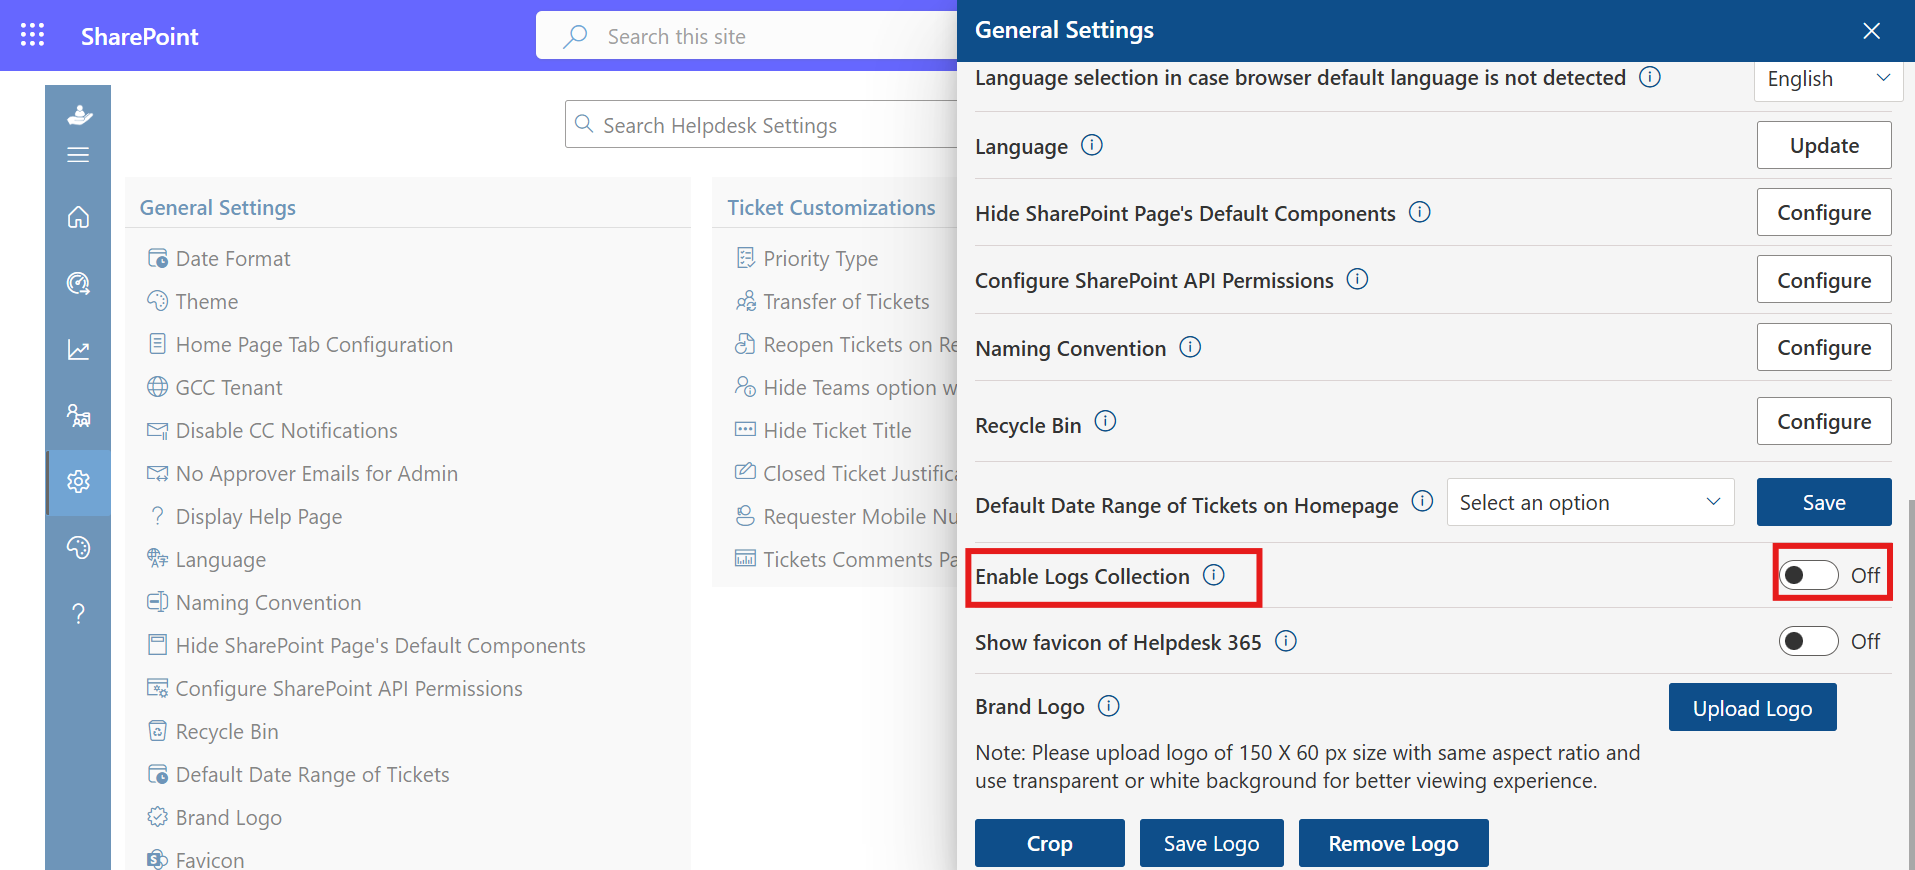 SharePoint
Search this site
Search Helpdesk Settings
General Settings
Date Format
Theme
Home Page Tab Configuration
GCC Tenant
Disable CC Notifications
No Approver Emails for Admin
Display Help Page
Language
Naming Convention
Hide SharePoint Page's Default Components
Configure SharePoint API Permissions
Recycle Bin
Default Date Range of Tickets
Brand Logo
Favicon
Ticket Customizations
Priority Type
Transfer of Tickets
Reopen Tickets on Re
Hide Teams option w
Hide Ticket Title
Closed Ticket Justifica
Requester Mobile Nu
Tickets Comments Pa
General Settings
Language selection in case browser default language is not detected
English
Language
Update
Hide SharePoint Page's Default Components
Configure
Configure SharePoint API Permissions
Configure
Naming Convention
Configure
Recycle Bin
Configure
Default Date Range of Tickets on Homepage
Select an option
Save
Enable Logs Collection
Off
Show favicon of Helpdesk 365
Off
Brand Logo
Upload Logo
Note: Please upload logo of 150 X 60 px size with same aspect ratio and
use transparent or white background for better viewing experience.
Crop
Save Logo
Remove Logo